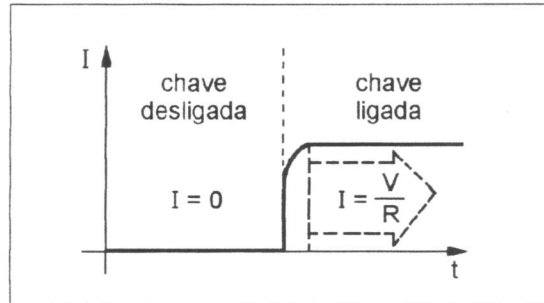 I
chave
desligada
chave
ligada
I = 0
I = V/R
t